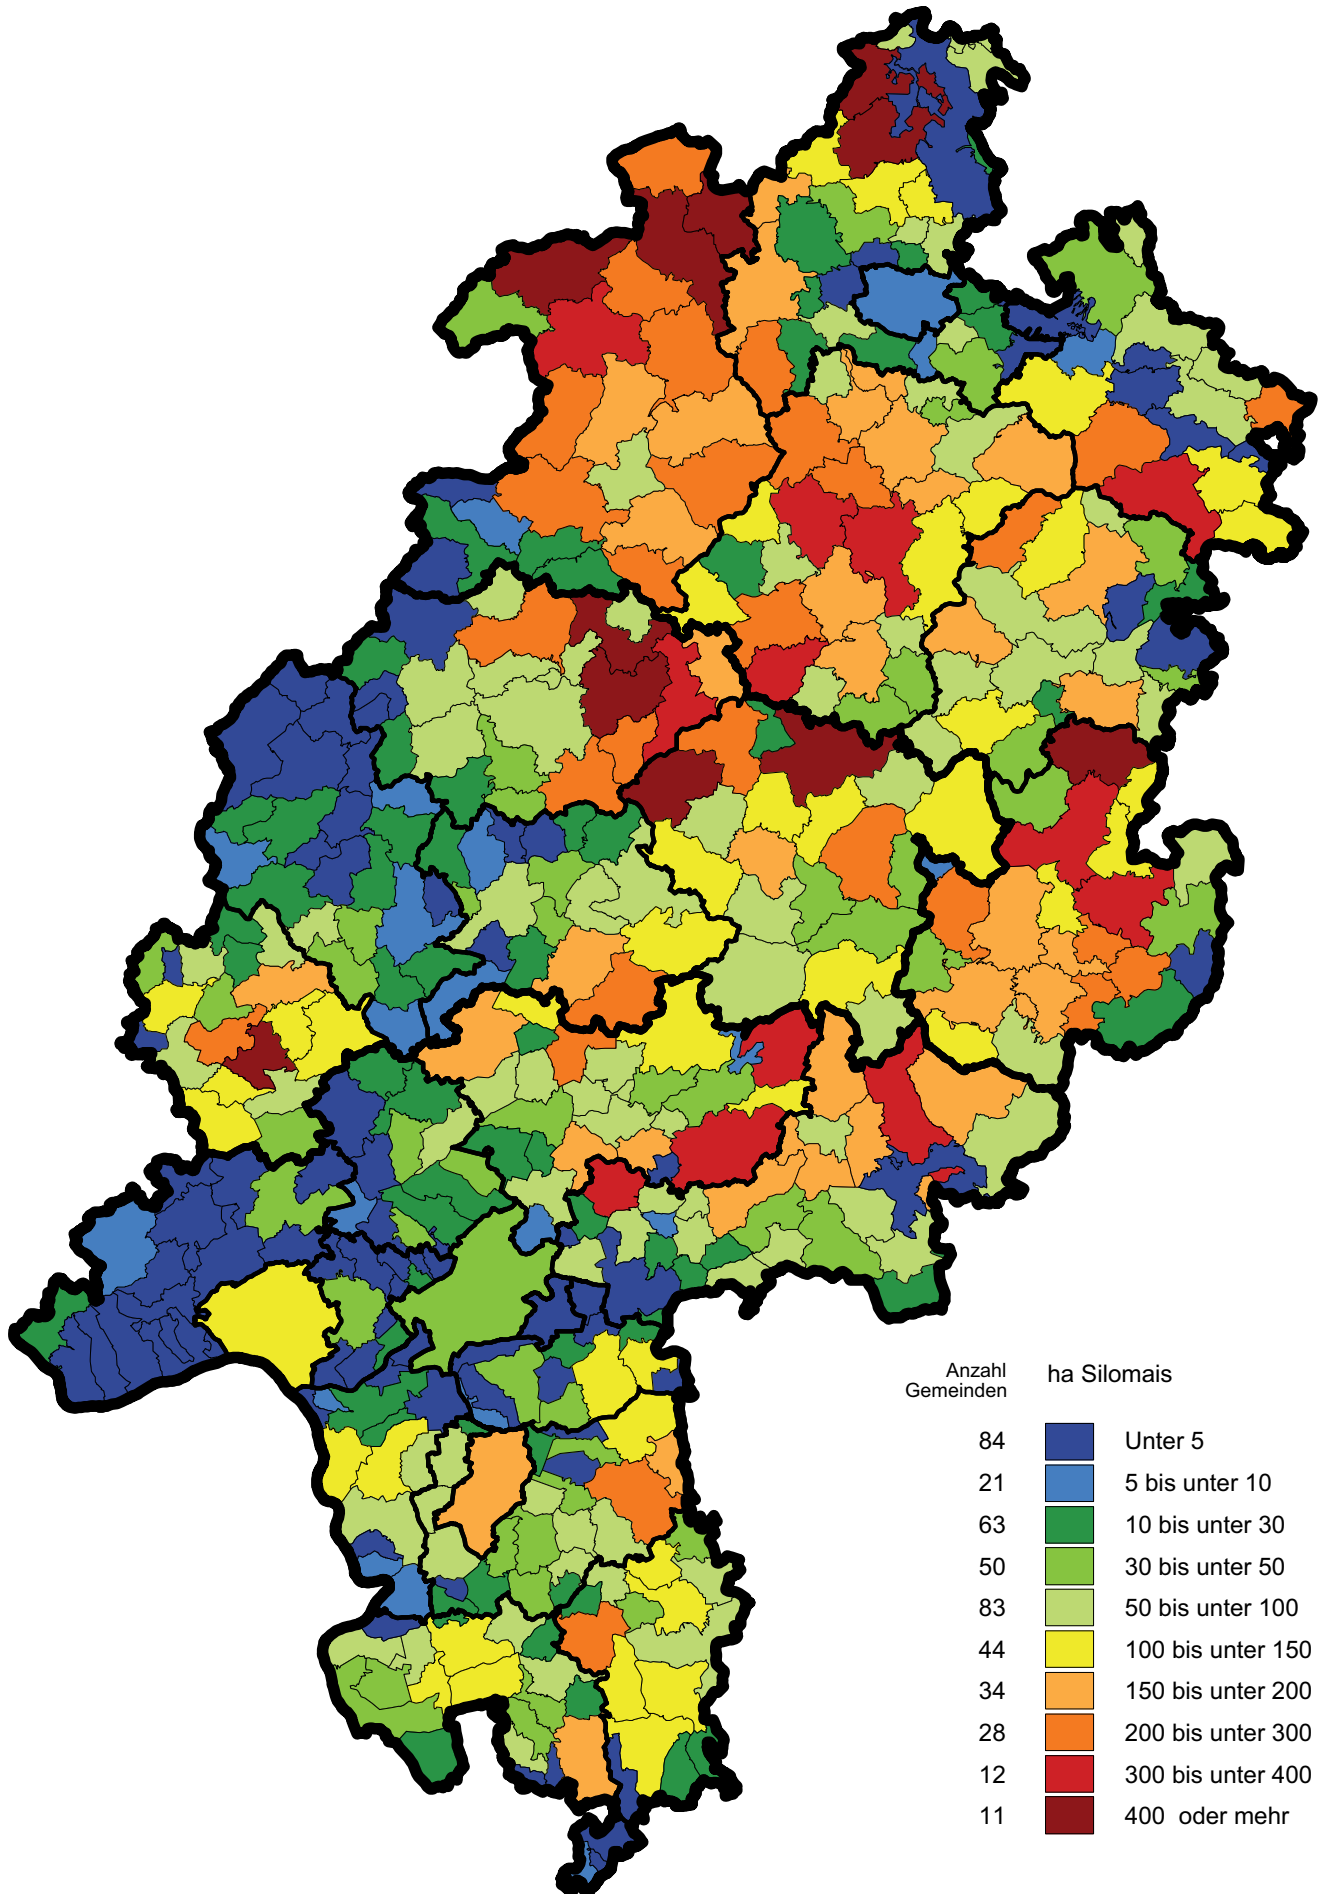 Anzahl
Gemeinden
ha Silomais
84 Unter 5
21 5 bis unter 10
63 10 bis unter 30
50 30 bis unter 50
83 50 bis unter 100
44 100 bis unter 150
34 150 bis unter 200
28 200 bis unter 300
12 300 bis unter 400
11 400 oder mehr